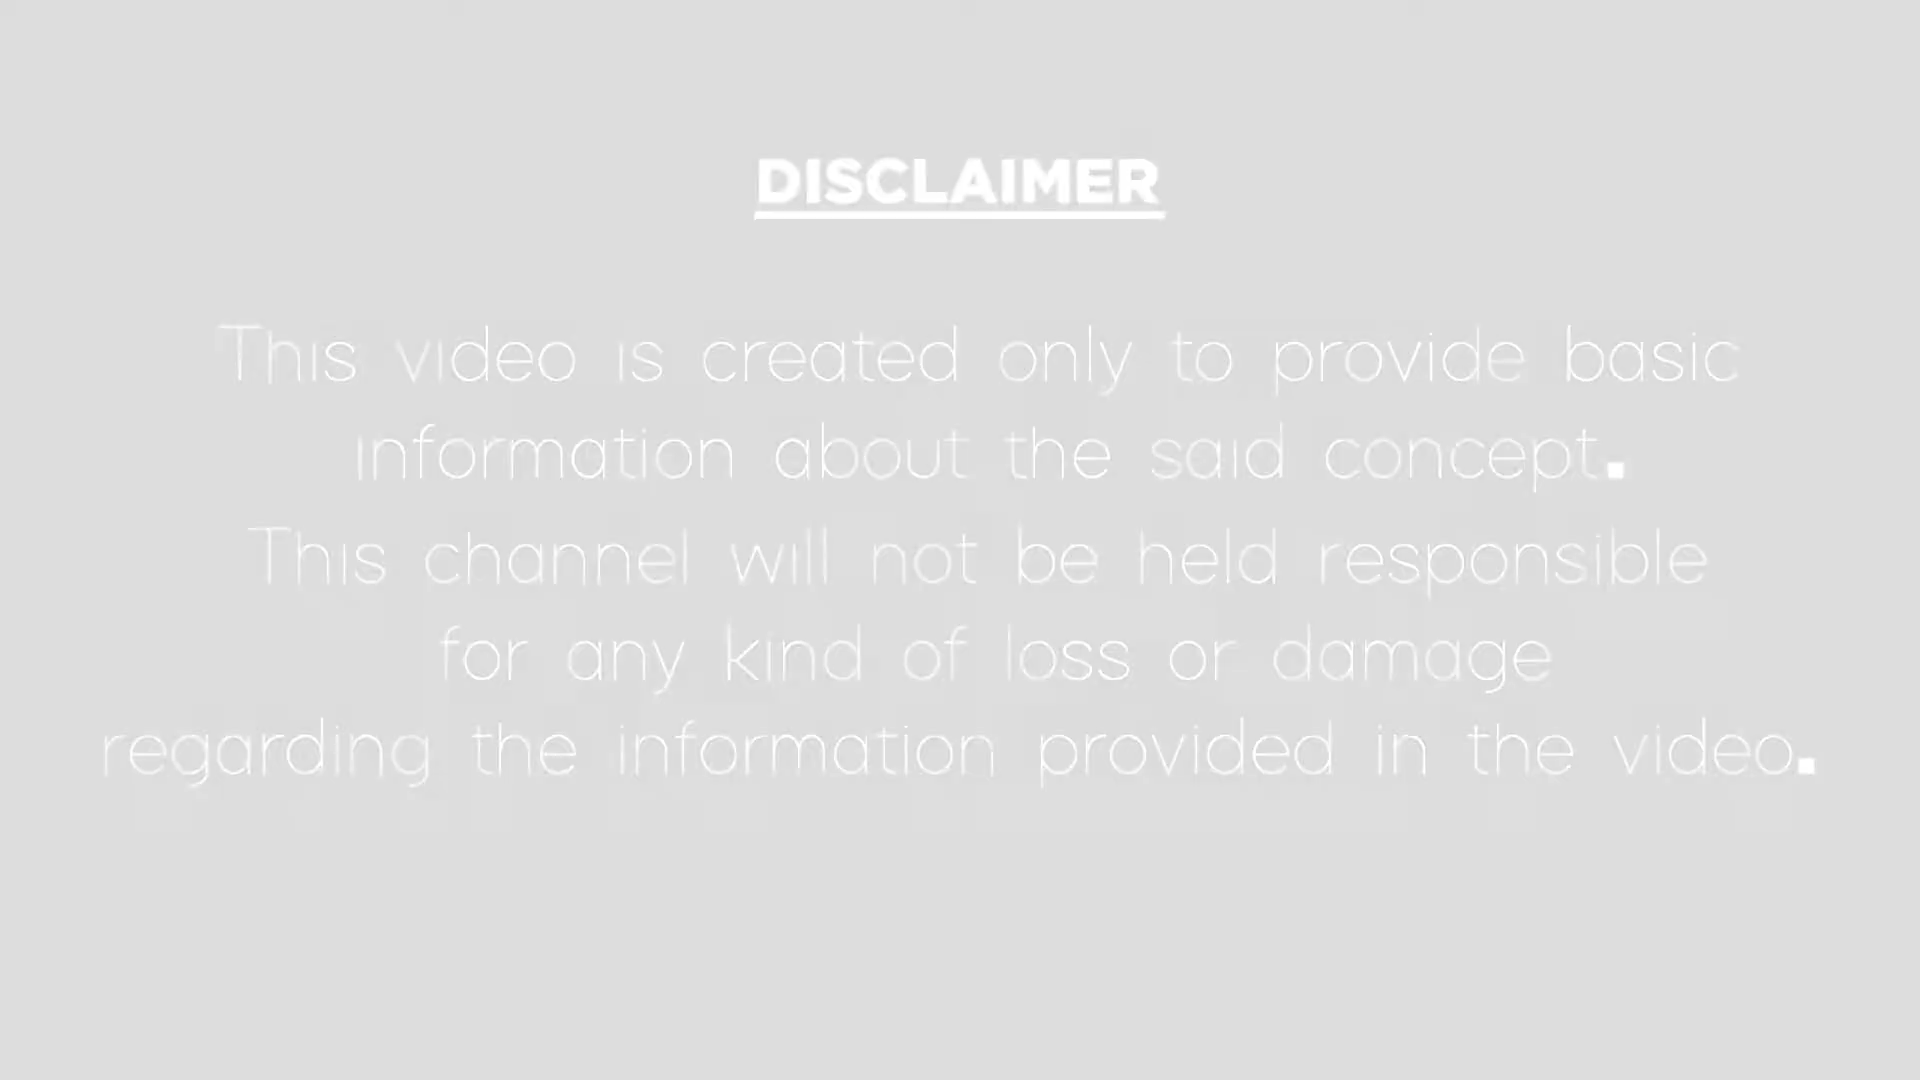 DISCLAIMER
This video is created only to provide basic
information about the said concept.
This channel will not be held responsible
for any kind of loss or damage
regarding the information provided in the video.